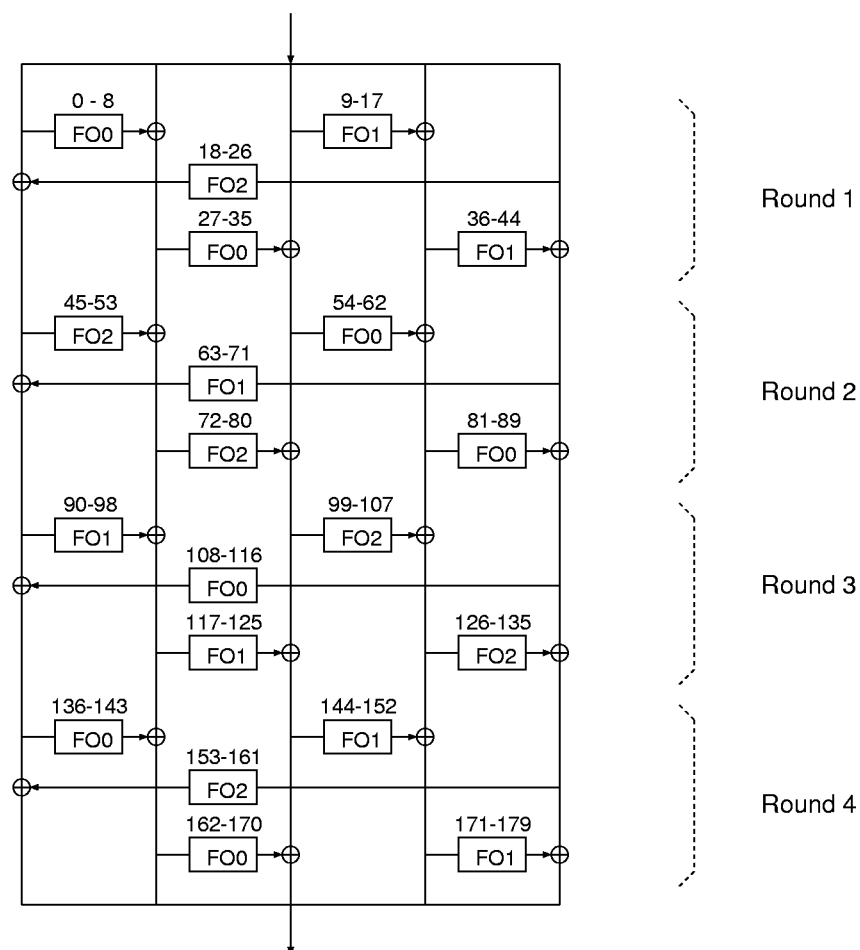 0 - 8 9-17
FO0 FO1
18-26
FO2
Round 1
27-35 36-44
FO0 FO1
45-53 54-62
FO2 FO0
63-71
FO1
Round 2
72-80 81-89
FO2 FO0
90-98 99-107
FO1 FO2
108-116
FO0
Round 3
117-125 126-135
FO1 FO2
136-143 144-152
FO0 FO1
153-161
FO2
Round 4
162-170 171-179
FO0 FO1